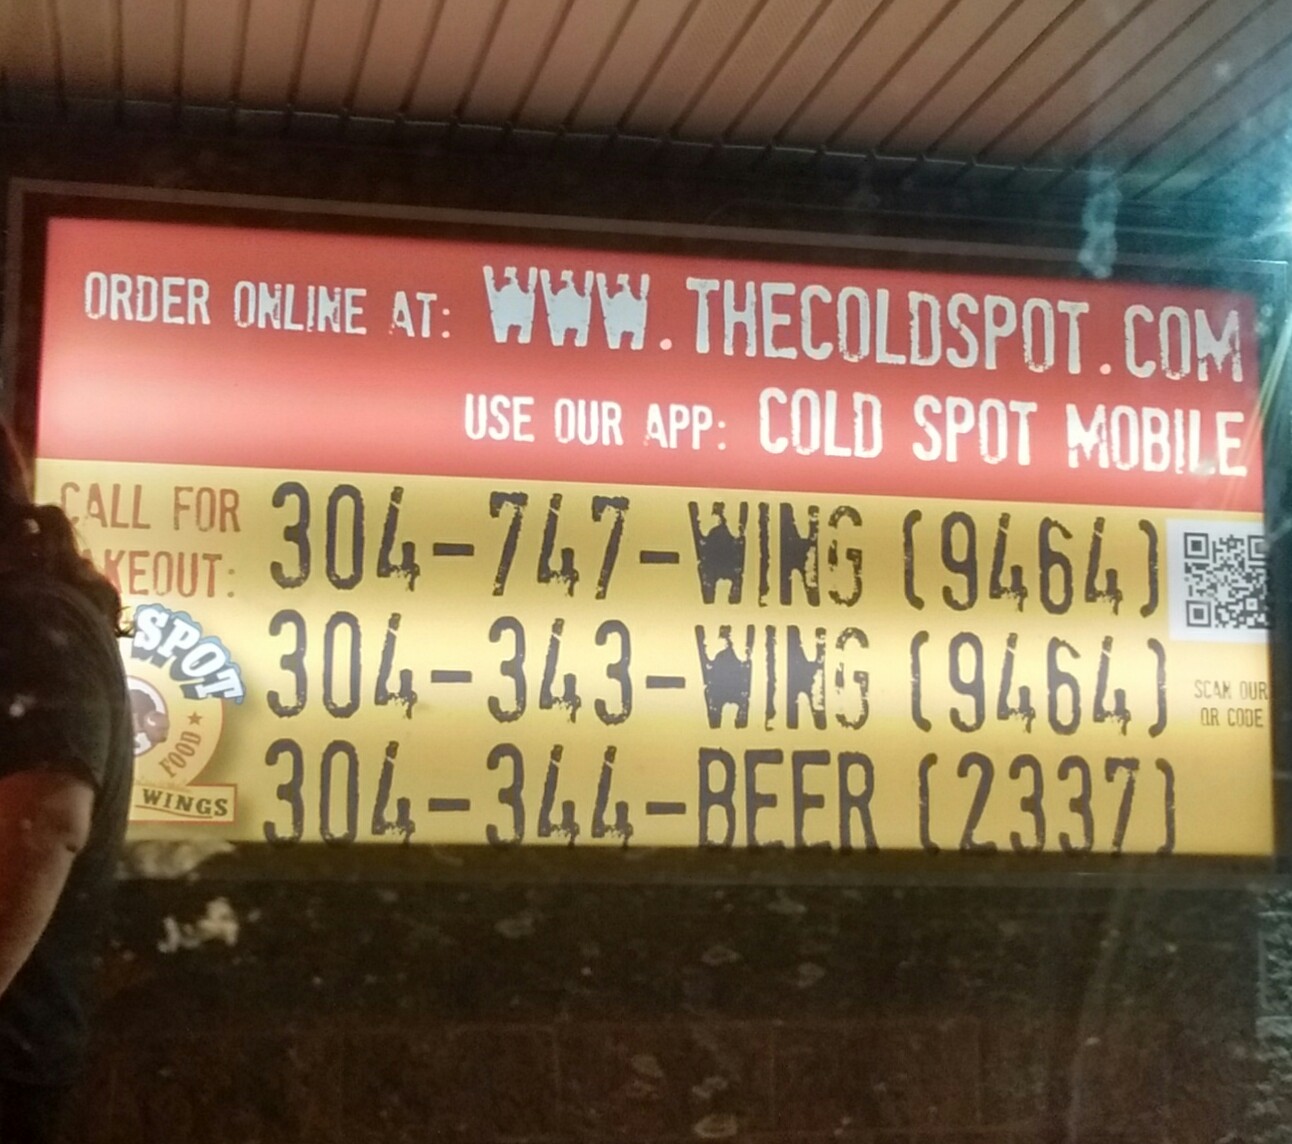 ORDER ONLINE AT: WWW.THECOLDSPOT.COM
USE OUR APP: COLD SPOT MOBILE
CALL FOR
KEOUT:
304-747-WING (9464)
304-343-WING (9464)
304-344-BEER (2337)
SCAN OUR
QR CODE
SPOT
FOOD
WINGS